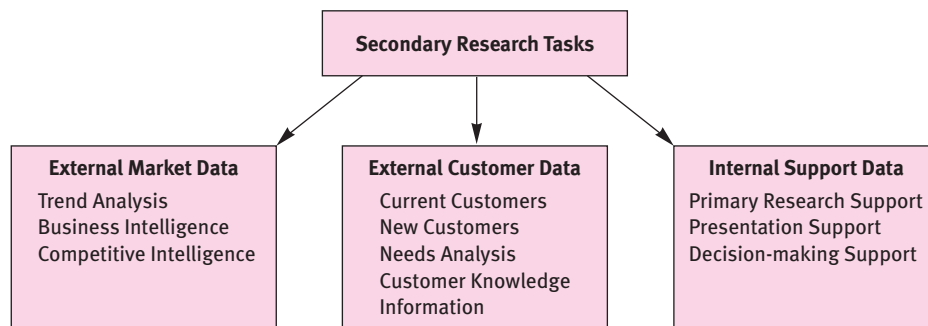 Secondary Research Tasks
External Market Data
Trend Analysis
Business Intelligence
Competitive Intelligence
External Customer Data
Current Customers
New Customers
Needs Analysis
Customer Knowledge
Information
Internal Support Data
Primary Research Support
Presentation Support
Decision-making Support